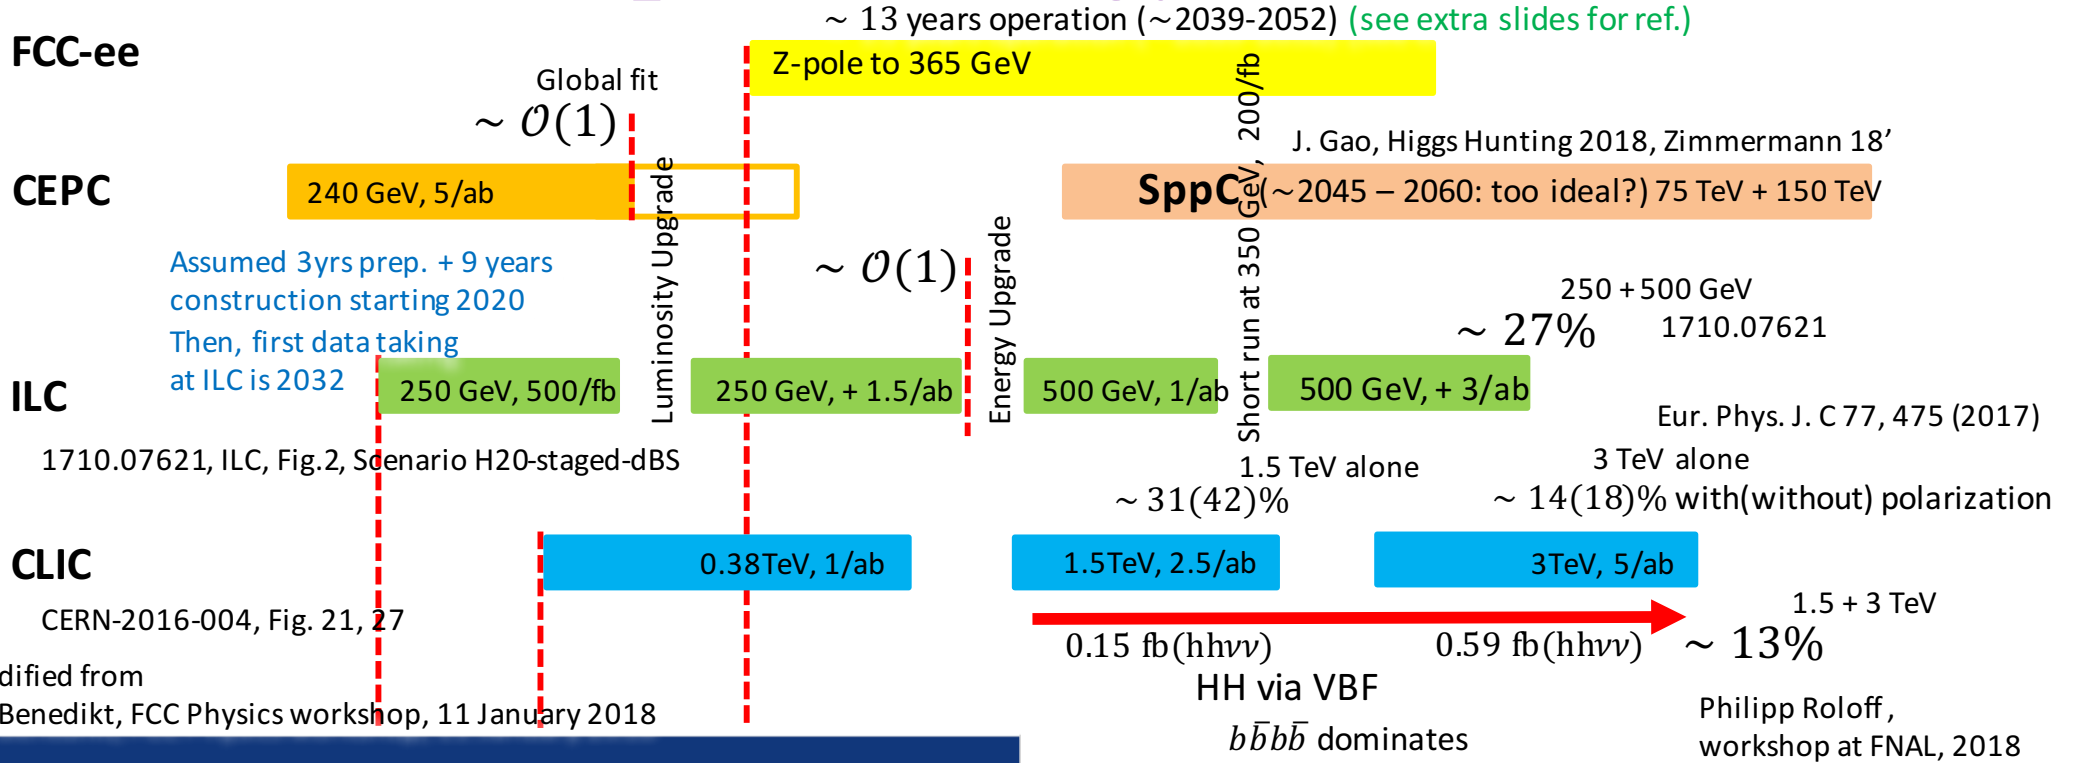 ∼ 13 years operation (∼2039-2052) (see extra slides for ref.)
FCC-ee
Z-pole to 365 GeV
Global fit
∼ 𝒪(1)
J. Gao, Higgs Hunting 2018, Zimmermann 18’
CEPC
240 GeV, 5/ab
SppC (∼2045 – 2060: too ideal?) 75 TeV + 150 TeV
Luminosity Upgrade
Energy Upgrade
Short run at 350 GeV, 200/fb
Assumed 3yrs prep. + 9 years
construction starting 2020
Then, first data taking
at ILC is 2032
∼ 𝒪(1)
250 + 500 GeV
∼ 27%
1710.07621
ILC
250 GeV, 500/fb
250 GeV, + 1.5/ab
500 GeV, 1/ab
500 GeV, + 3/ab
Eur. Phys. J. C 77, 475 (2017)
1710.07621, ILC, Fig.2, Scenario H20-staged-dBS
1.5 TeV alone
3 TeV alone
∼ 31(42)%
∼ 14(18)% with(without) polarization
CLIC
0.38TeV, 1/ab
1.5TeV, 2.5/ab
3TeV, 5/ab
CERN-2016-004, Fig. 21, 27
1.5 + 3 TeV
0.15 fb(hh𝜈𝜈)
0.59 fb(hh𝜈𝜈)
∼ 13%
HH via VBF
bb̄bb̄ dominates
dified from
Benedikt, FCC Physics workshop, 11 January 2018
Philipp Roloff,
workshop at FNAL, 2018